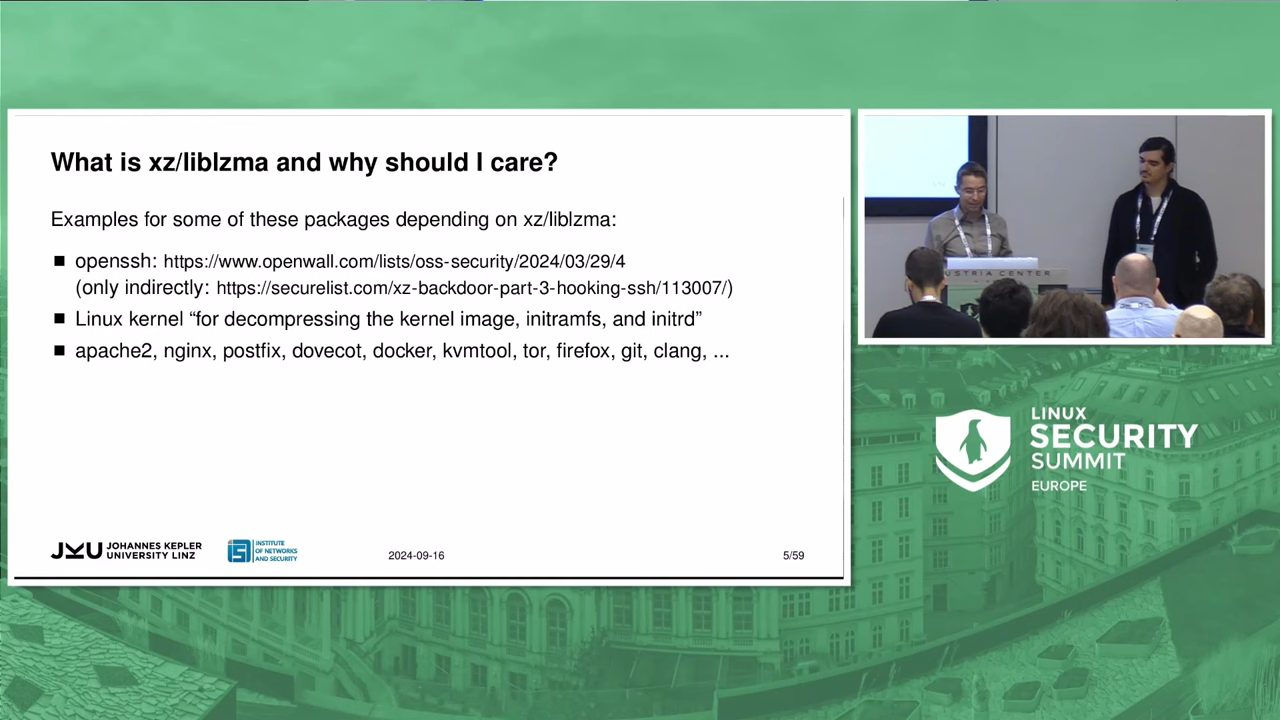 What is xz/liblzma and why should I care?
Examples for some of these packages depending on xz/liblzma:
■ openssh: https://www.openwall.com/lists/oss-security/2024/03/29/4
(only indirectly: https://securelist.com/xz-backdoor-part-3-hooking-ssh/113007/)
■ Linux kernel “for decompressing the kernel image, initramfs, and initrd”
■ apache2, nginx, postfix, dovecot, docker, kvmtool, tor, firefox, git, clang, ...
JKU JOHANNES KEPLER
UNIVERSITY LINZ
INSTITUTE
OF NETWORKS
AND SECURITY
2024-09-16
5/59
USTRIA CENTER
LINUX
SECURITY
SUMMIT
EUROPE